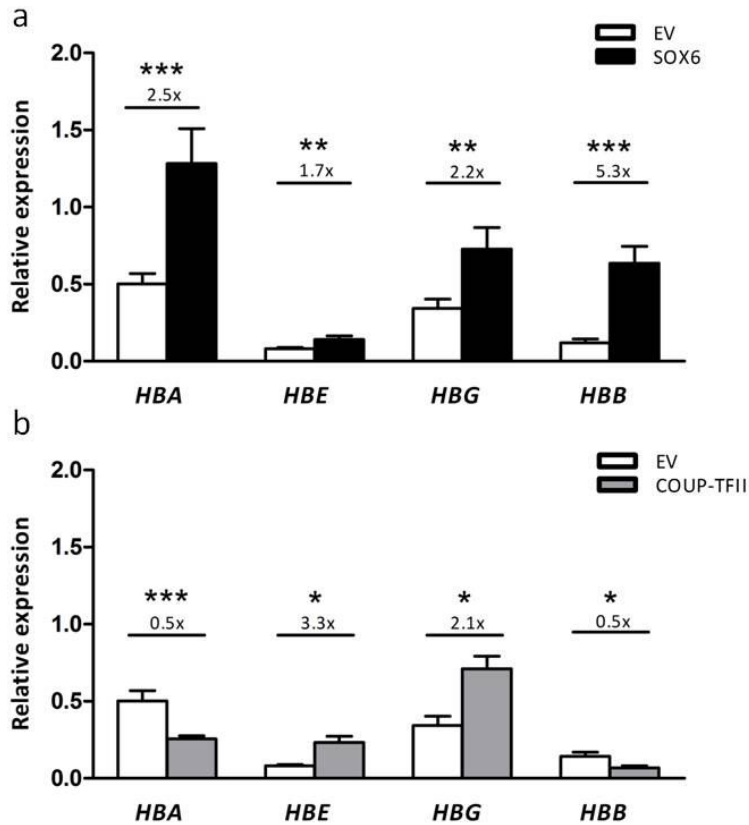 a
EV
SOX6
Relative expression
2.0
1.5
1.0
0.5
0.0
***
2.5x
**
1.7x
**
2.2x
***
5.3x
HBA HBE HBG HBB
b
EV
COUP-TFII
Relative expression
2.0
1.5
1.0
0.5
0.0
***
0.5x
*
3.3x
*
2.1x
*
0.5x
HBA HBE HBG HBB